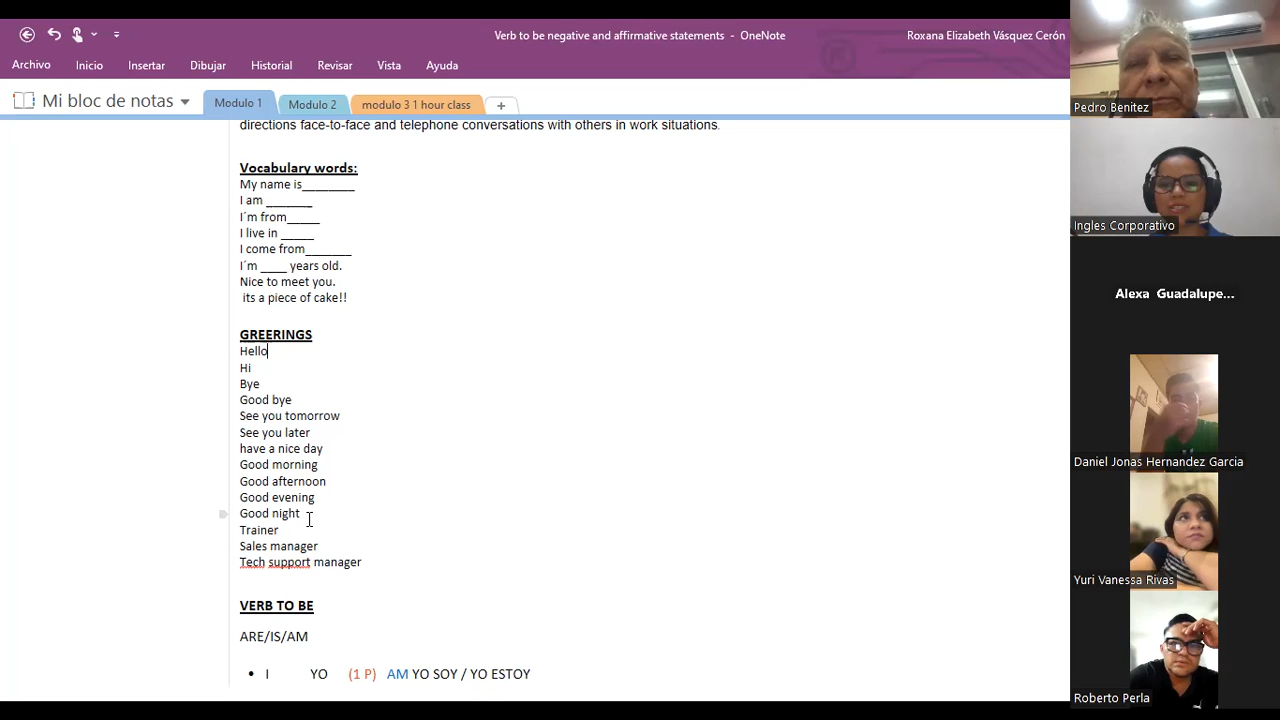 Verb to be negative and affirmative statements - OneNote
Roxana Elizabeth Vásquez Cerón
Archivo Inicio Insertar Dibujar Historial Revisar Vista Ayuda
Mi bloc de notas Modulo 1 Modulo 2 modulo 3 1 hour class +
directions face-to-face and telephone conversations with others in work situations.
Vocabulary words:
My name is________
I am _______
I´m from_____
I live in _____
I come from_______
I´m ____ years old.
Nice to meet you.
its a piece of cake!!
GREERINGS
Hello
Hi
Bye
Good bye
See you tomorrow
See you later
have a nice day
Good morning
Good afternoon
Good evening
Good night
Trainer
Sales manager
Tech support manager
VERB TO BE
ARE/IS/AM
• I YO (1 P) AM YO SOY / YO ESTOY
Pedro Benitez
Ingles Corporativo
Alexa Guadalupe...
Daniel Jonas Hernandez Garcia
Yuri Vanessa Rivas
Roberto Perla